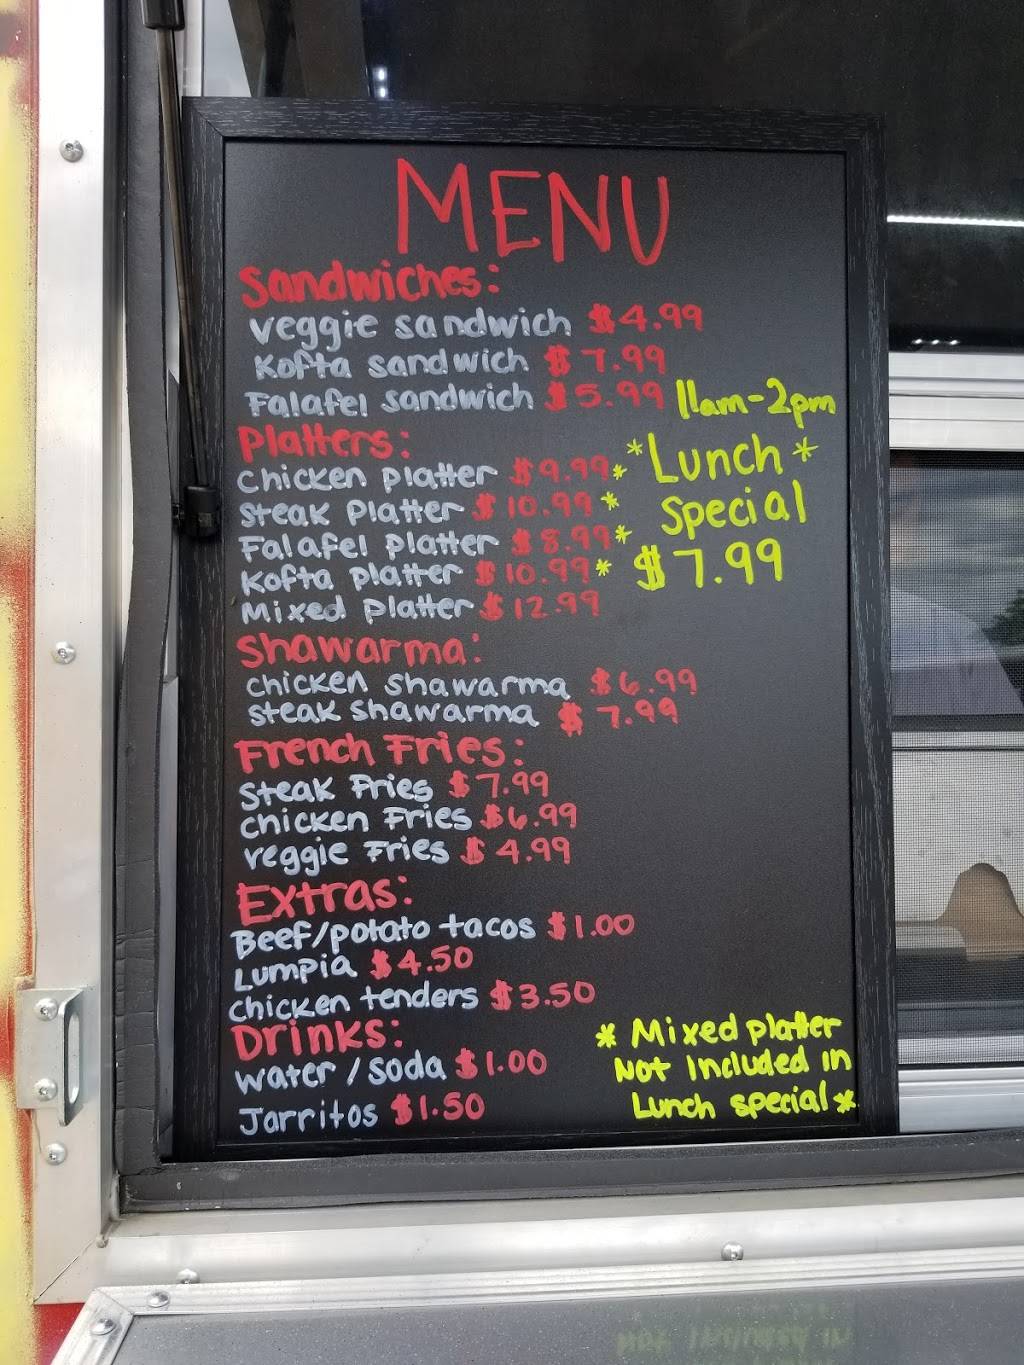 MENU
Sandwiches:
Veggie sandwich $4.99
Kofta sandwich $7.99
Falafel sandwich $5.99
Platters:
Chicken platter $9.99*
Steak Platter $10.99*
Falafel platter $8.99*
Kofta platter $10.99*
Mixed Platter $12.99
11am-2pm
*Lunch*
special
$7.99
Shawarma:
chicken shawarma $6.99
steak shawarma $7.99
French Fries:
Steak Fries $7.99
chicken Fries $6.99
veggie Fries $4.99
Extras:
Beef/potato tacos $1.00
Lumpia $4.50
chicken tenders $3.50
Drinks:
water/soda $1.00
Jarritos $1.50
* Mixed platter
Not Included in
Lunch special*
Not Included in